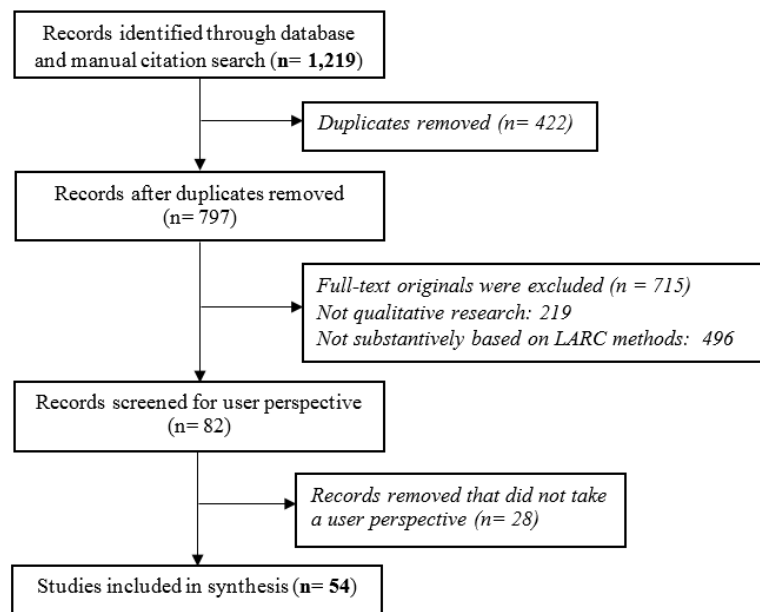 Records identified through database
and manual citation search (n= 1,219)
Duplicates removed (n= 422)
Records after duplicates removed
(n= 797)
Full-text originals were excluded (n = 715)
Not qualitative research: 219
Not substantively based on LARC methods:  496
Records screened for user perspective
(n= 82)
Records removed that did not take
a user perspective (n= 28)
Studies included in synthesis (n= 54)